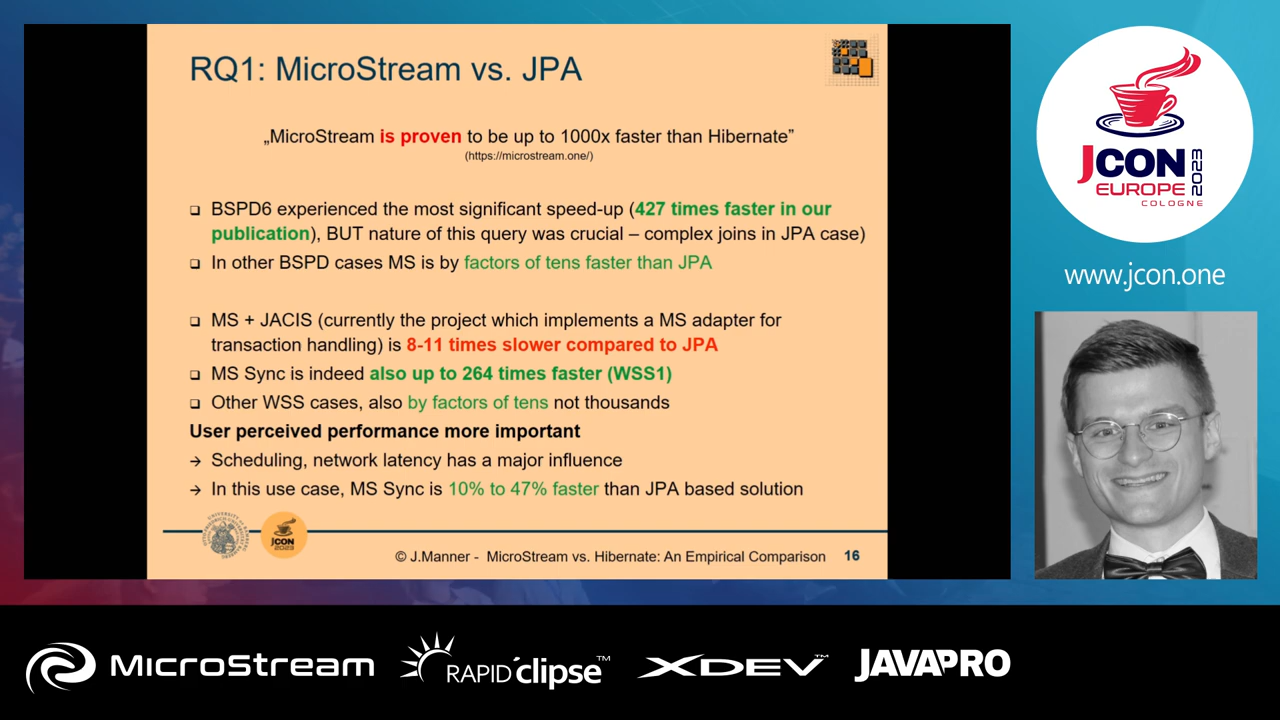 RQ1: MicroStream vs. JPA
„MicroStream is proven to be up to 1000x faster than Hibernate”
(https://microstream.one/)
BSPD6 experienced the most significant speed-up (427 times faster in our
publication), BUT nature of this query was crucial – complex joins in JPA case)
In other BSPD cases MS is by factors of tens faster than JPA
MS + JACIS (currently the project which implements a MS adapter for
transaction handling) is 8-11 times slower compared to JPA
MS Sync is indeed also up to 264 times faster (WSS1)
Other WSS cases, also by factors of tens not thousands
User perceived performance more important
→ Scheduling, network latency has a major influence
→ In this use case, MS Sync is 10% to 47% faster than JPA based solution
JCON
2023
© J.Manner - MicroStream vs. Hibernate: An Empirical Comparison 16
JCON
EUROPE
2023
COLOGNE
www.jcon.one
MicroStream
RAPIDclipse™
XDEV™
JAVAPRO